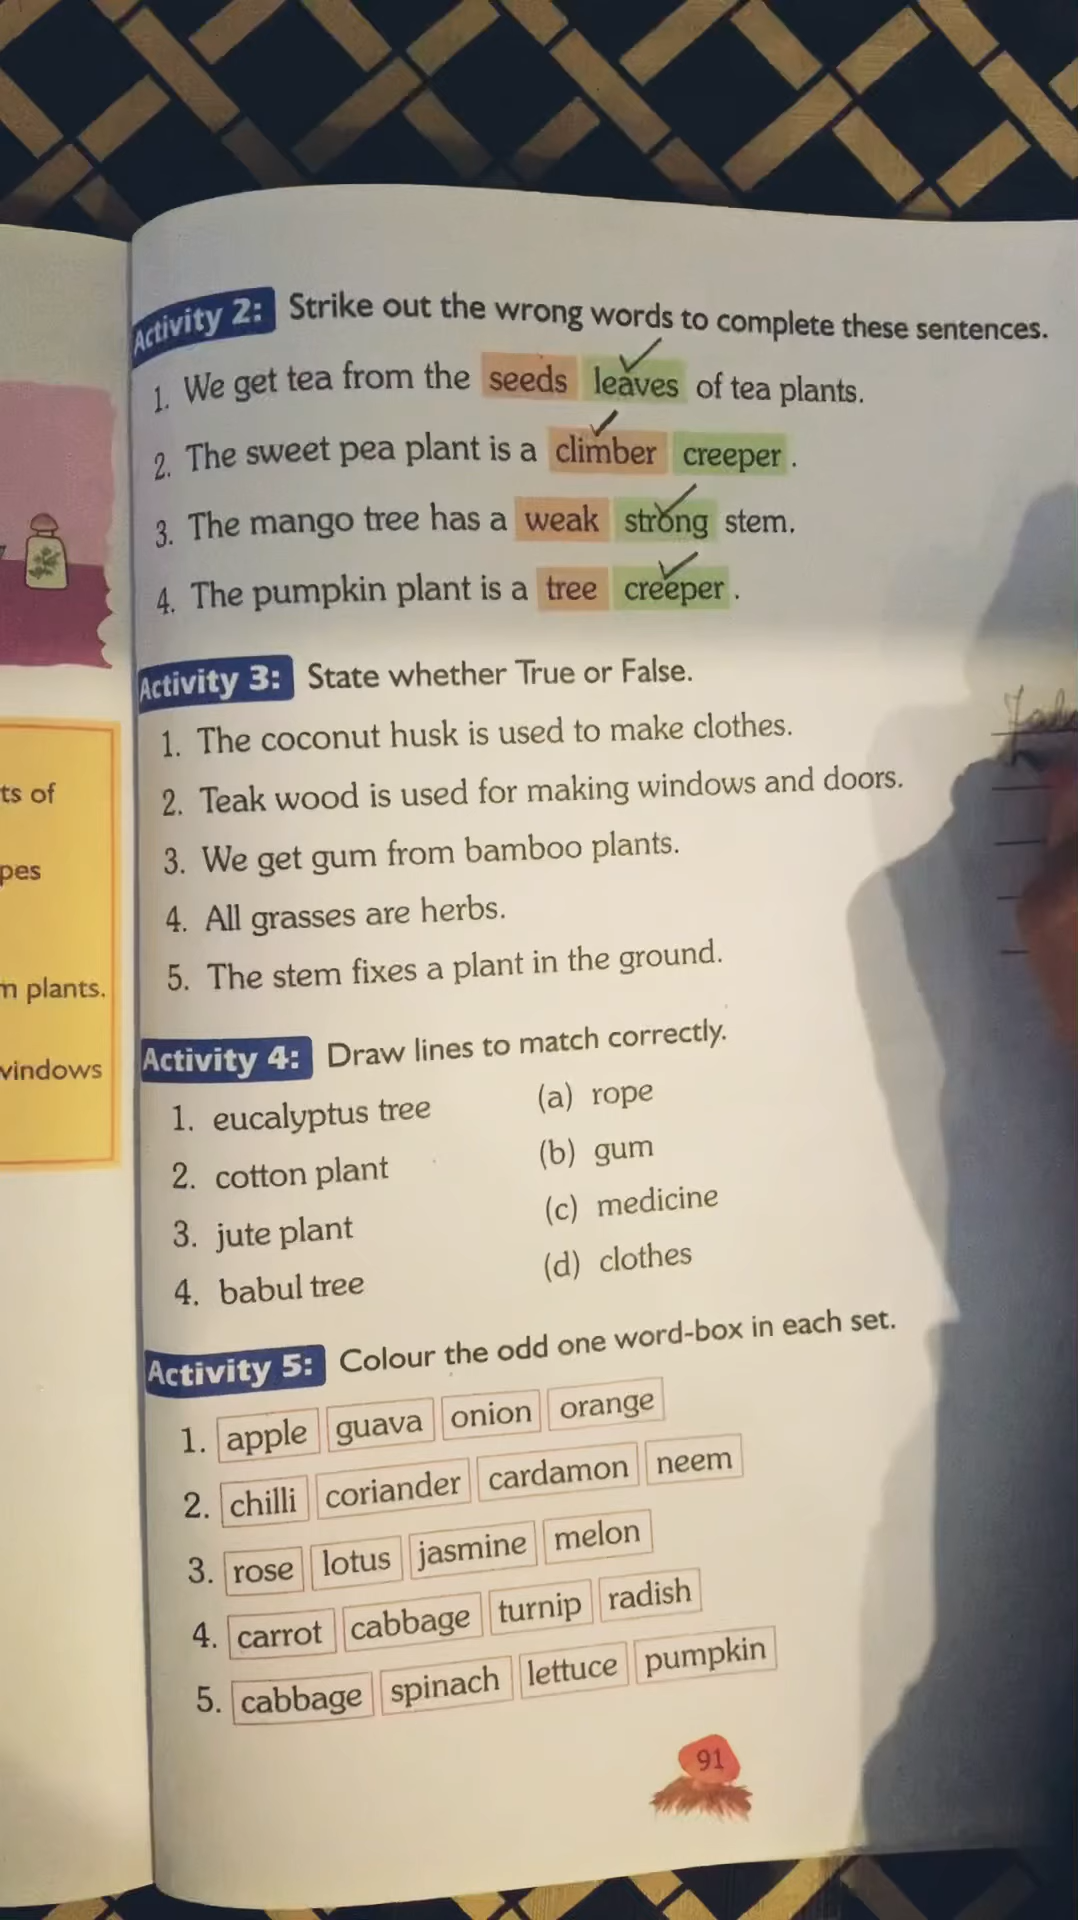 Activity 2: Strike out the wrong words to complete these sentences.
1. We get tea from the seeds leaves of tea plants.
2. The sweet pea plant is a climber creeper.
3. The mango tree has a weak strong stem.
4. The pumpkin plant is a tree creeper.
Activity 3: State whether True or False.
1. The coconut husk is used to make clothes.
2. Teak wood is used for making windows and doors.
3. We get gum from bamboo plants.
4. All grasses are herbs.
5. The stem fixes a plant in the ground.
ts of
pes
plants.
windows
Activity 4: Draw lines to match correctly.
1. eucalyptus tree (a) rope
2. cotton plant (b) gum
3. jute plant (c) medicine
4. babul tree (d) clothes
Activity 5: Colour the odd one word-box in each set.
1. apple guava onion orange
2. chilli coriander cardamon neem
3. rose lotus jasmine melon
4. carrot cabbage turnip radish
5. cabbage spinach lettuce pumpkin
91